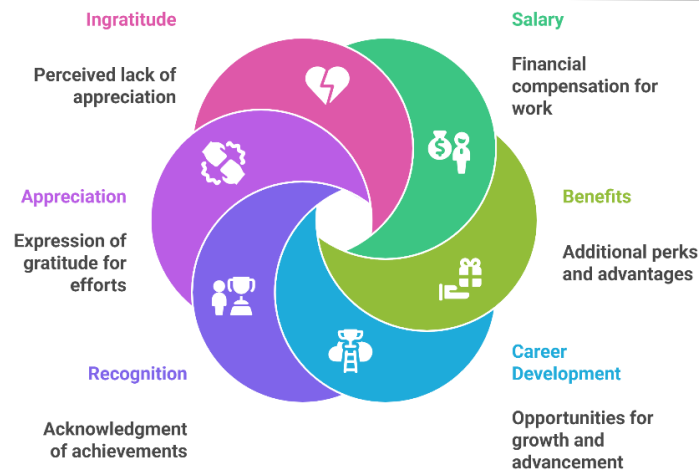 Ingratitude
Perceived lack of
appreciation
Salary
Financial
compensation for
work
Appreciation
Expression of
gratitude for
efforts
Benefits
Additional perks
and advantages
Recognition
Acknowledgment
of achievements
Career
Development
Opportunities for
growth and
advancement
$